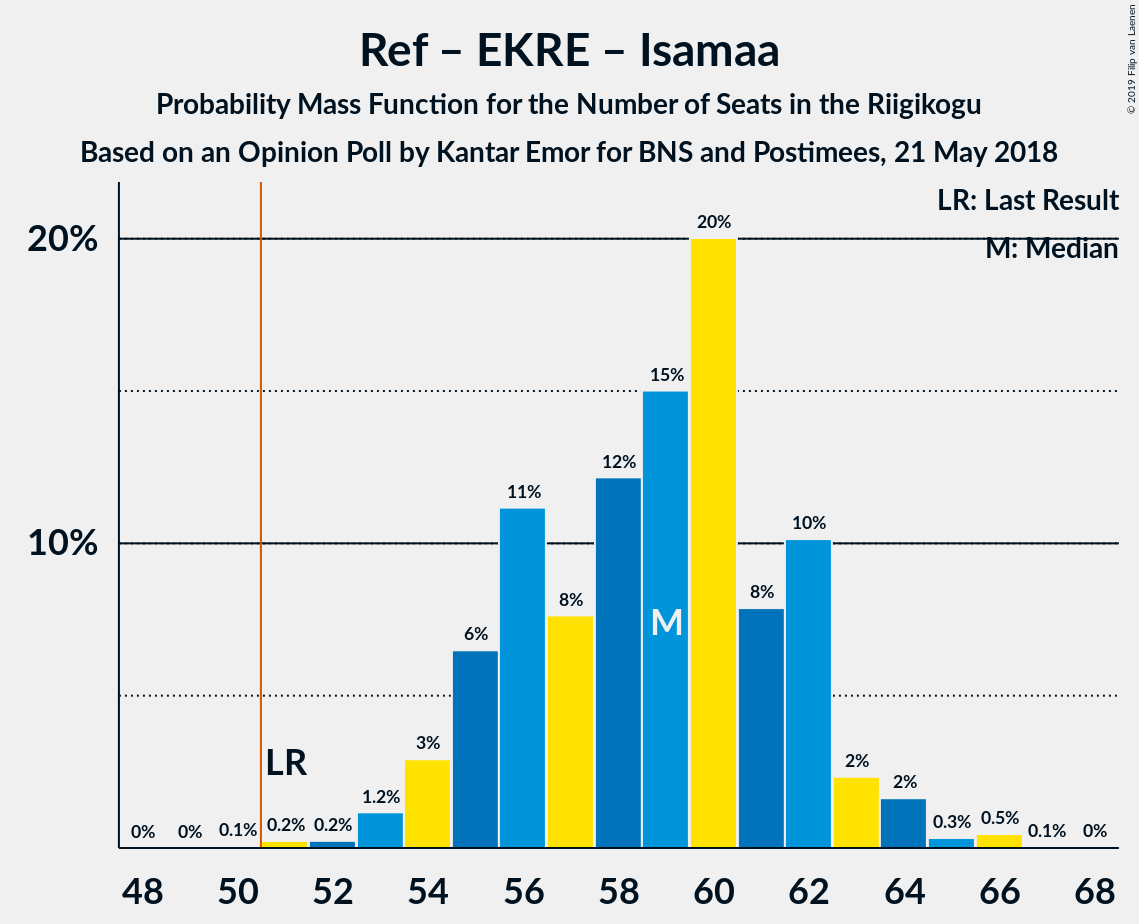 Ref – EKRE – Isamaa
Probability Mass Function for the Number of Seats in the Riigikogu
Based on an Opinion Poll by Kantar Emor for BNS and Postimees, 21 May 2018
© 2019 Filip van Laenen
LR: Last Result
M: Median
20%
10%
LR
M
0%
0%
0.1%
0.2%
0.2%
1.2%
3%
6%
11%
8%
12%
15%
20%
8%
10%
2%
2%
0.3%
0.5%
0.1%
0%
48 50 52 54 56 58 60 62 64 66 68